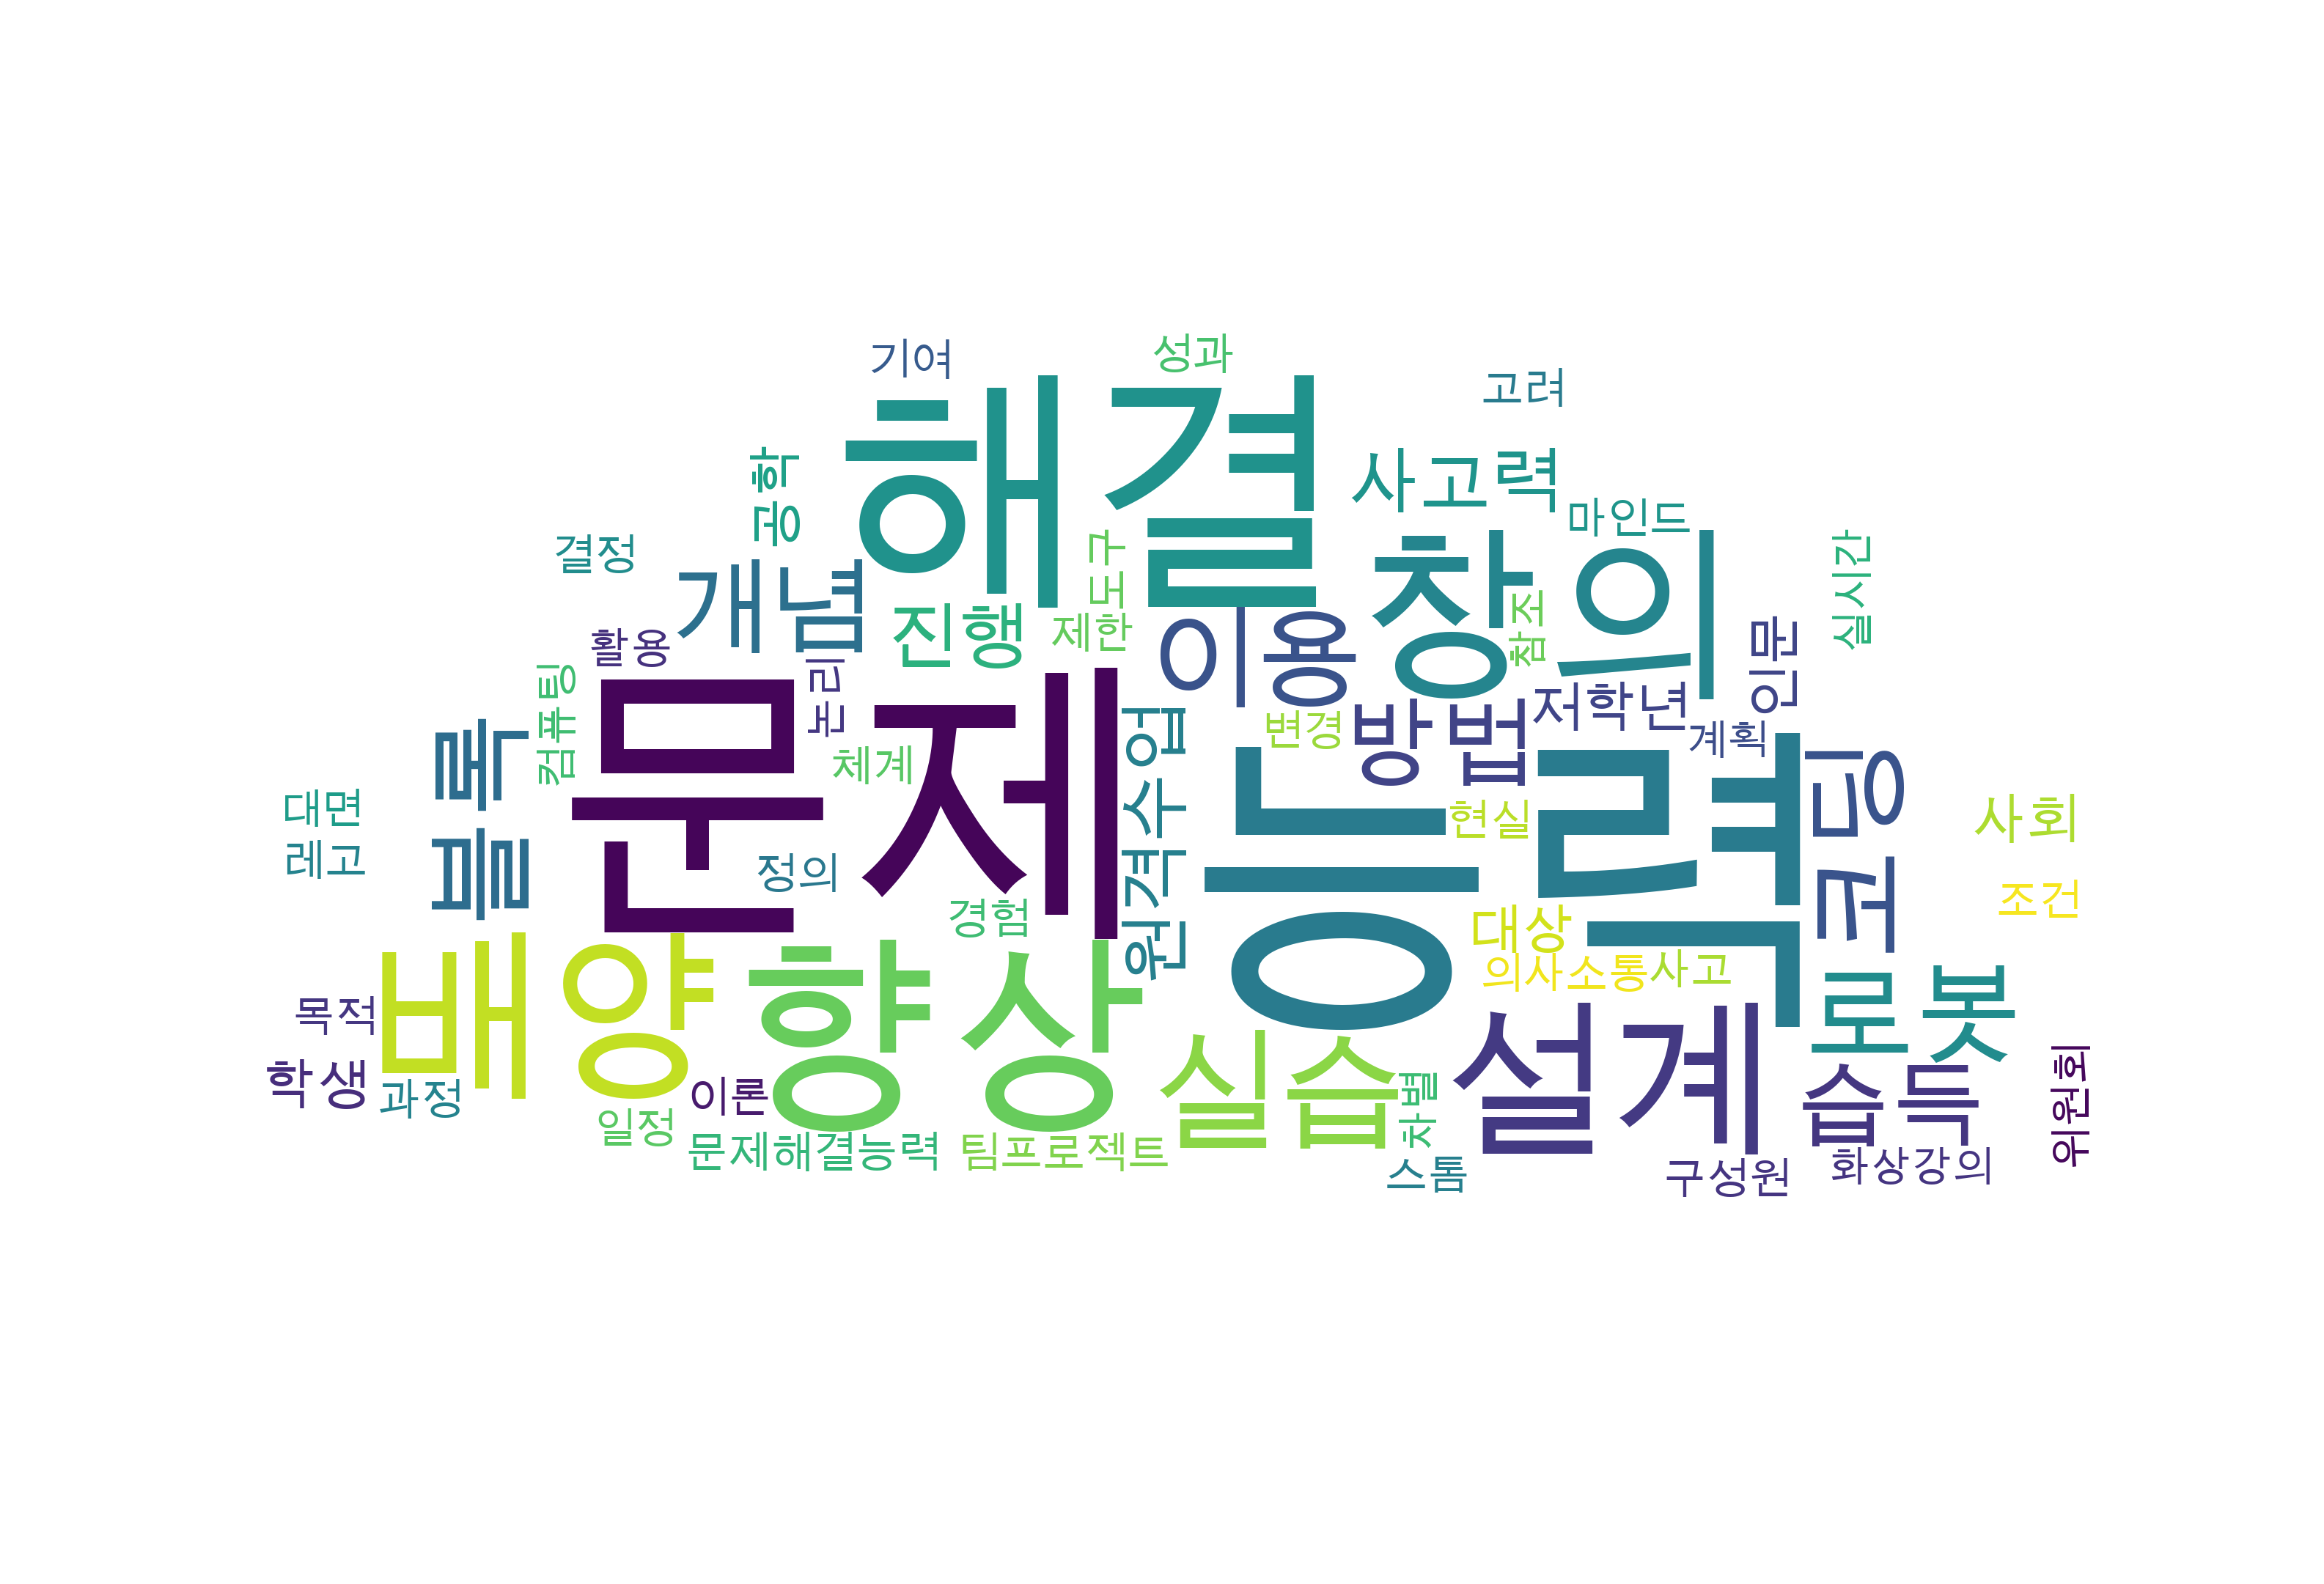 기여
성과
고려
해결
사고력
공학
마인드
결정
도구
창의
실시간
개념
진행
제한
이용
참조
인문
활용
논리
컴퓨팅
문제
원격수업
변경
방법
저학년
계획
블록
체계
능력
코딩
대면
현실
사회
레고
정의
경험
대상
조건
배양
향상
의사소통
사고
목적
로봇
학생
과정
이론
실습
차별
설계
습득
위원회
일정
문제해결능력
팀프로젝트
스톰
구성원
화상강의